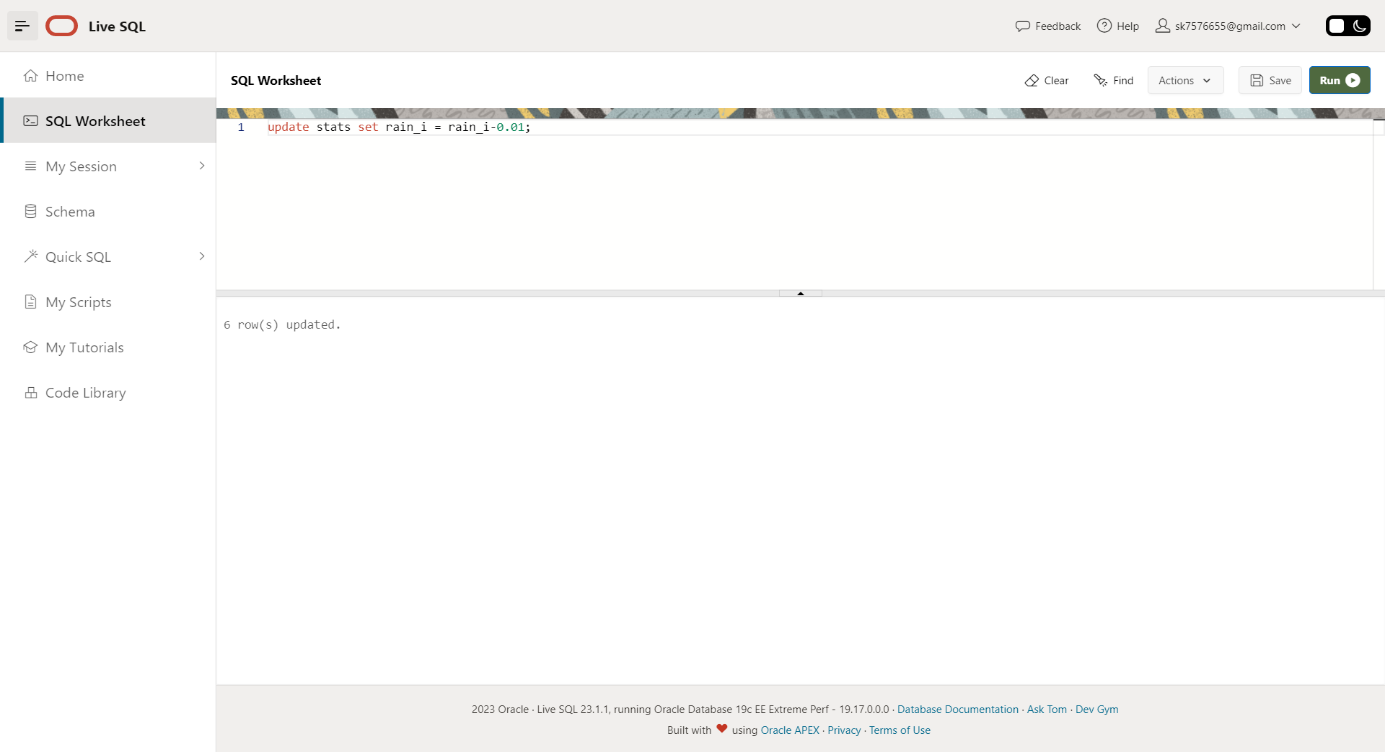 Live SQL
Feedback
Help
sk7576655@gmail.com
Home
SQL Worksheet
My Session
Schema
Quick SQL
My Scripts
My Tutorials
Code Library
SQL Worksheet
Clear
Find
Actions
Save
Run
1 update stats set rain_i = rain_i-0.01;
6 row(s) updated.
2023 Oracle · Live SQL 23.1.1, running Oracle Database 19c EE Extreme Perf - 19.17.0.0.0 · Database Documentation · Ask Tom · Dev Gym
Built with ❤ using Oracle APEX · Privacy · Terms of Use